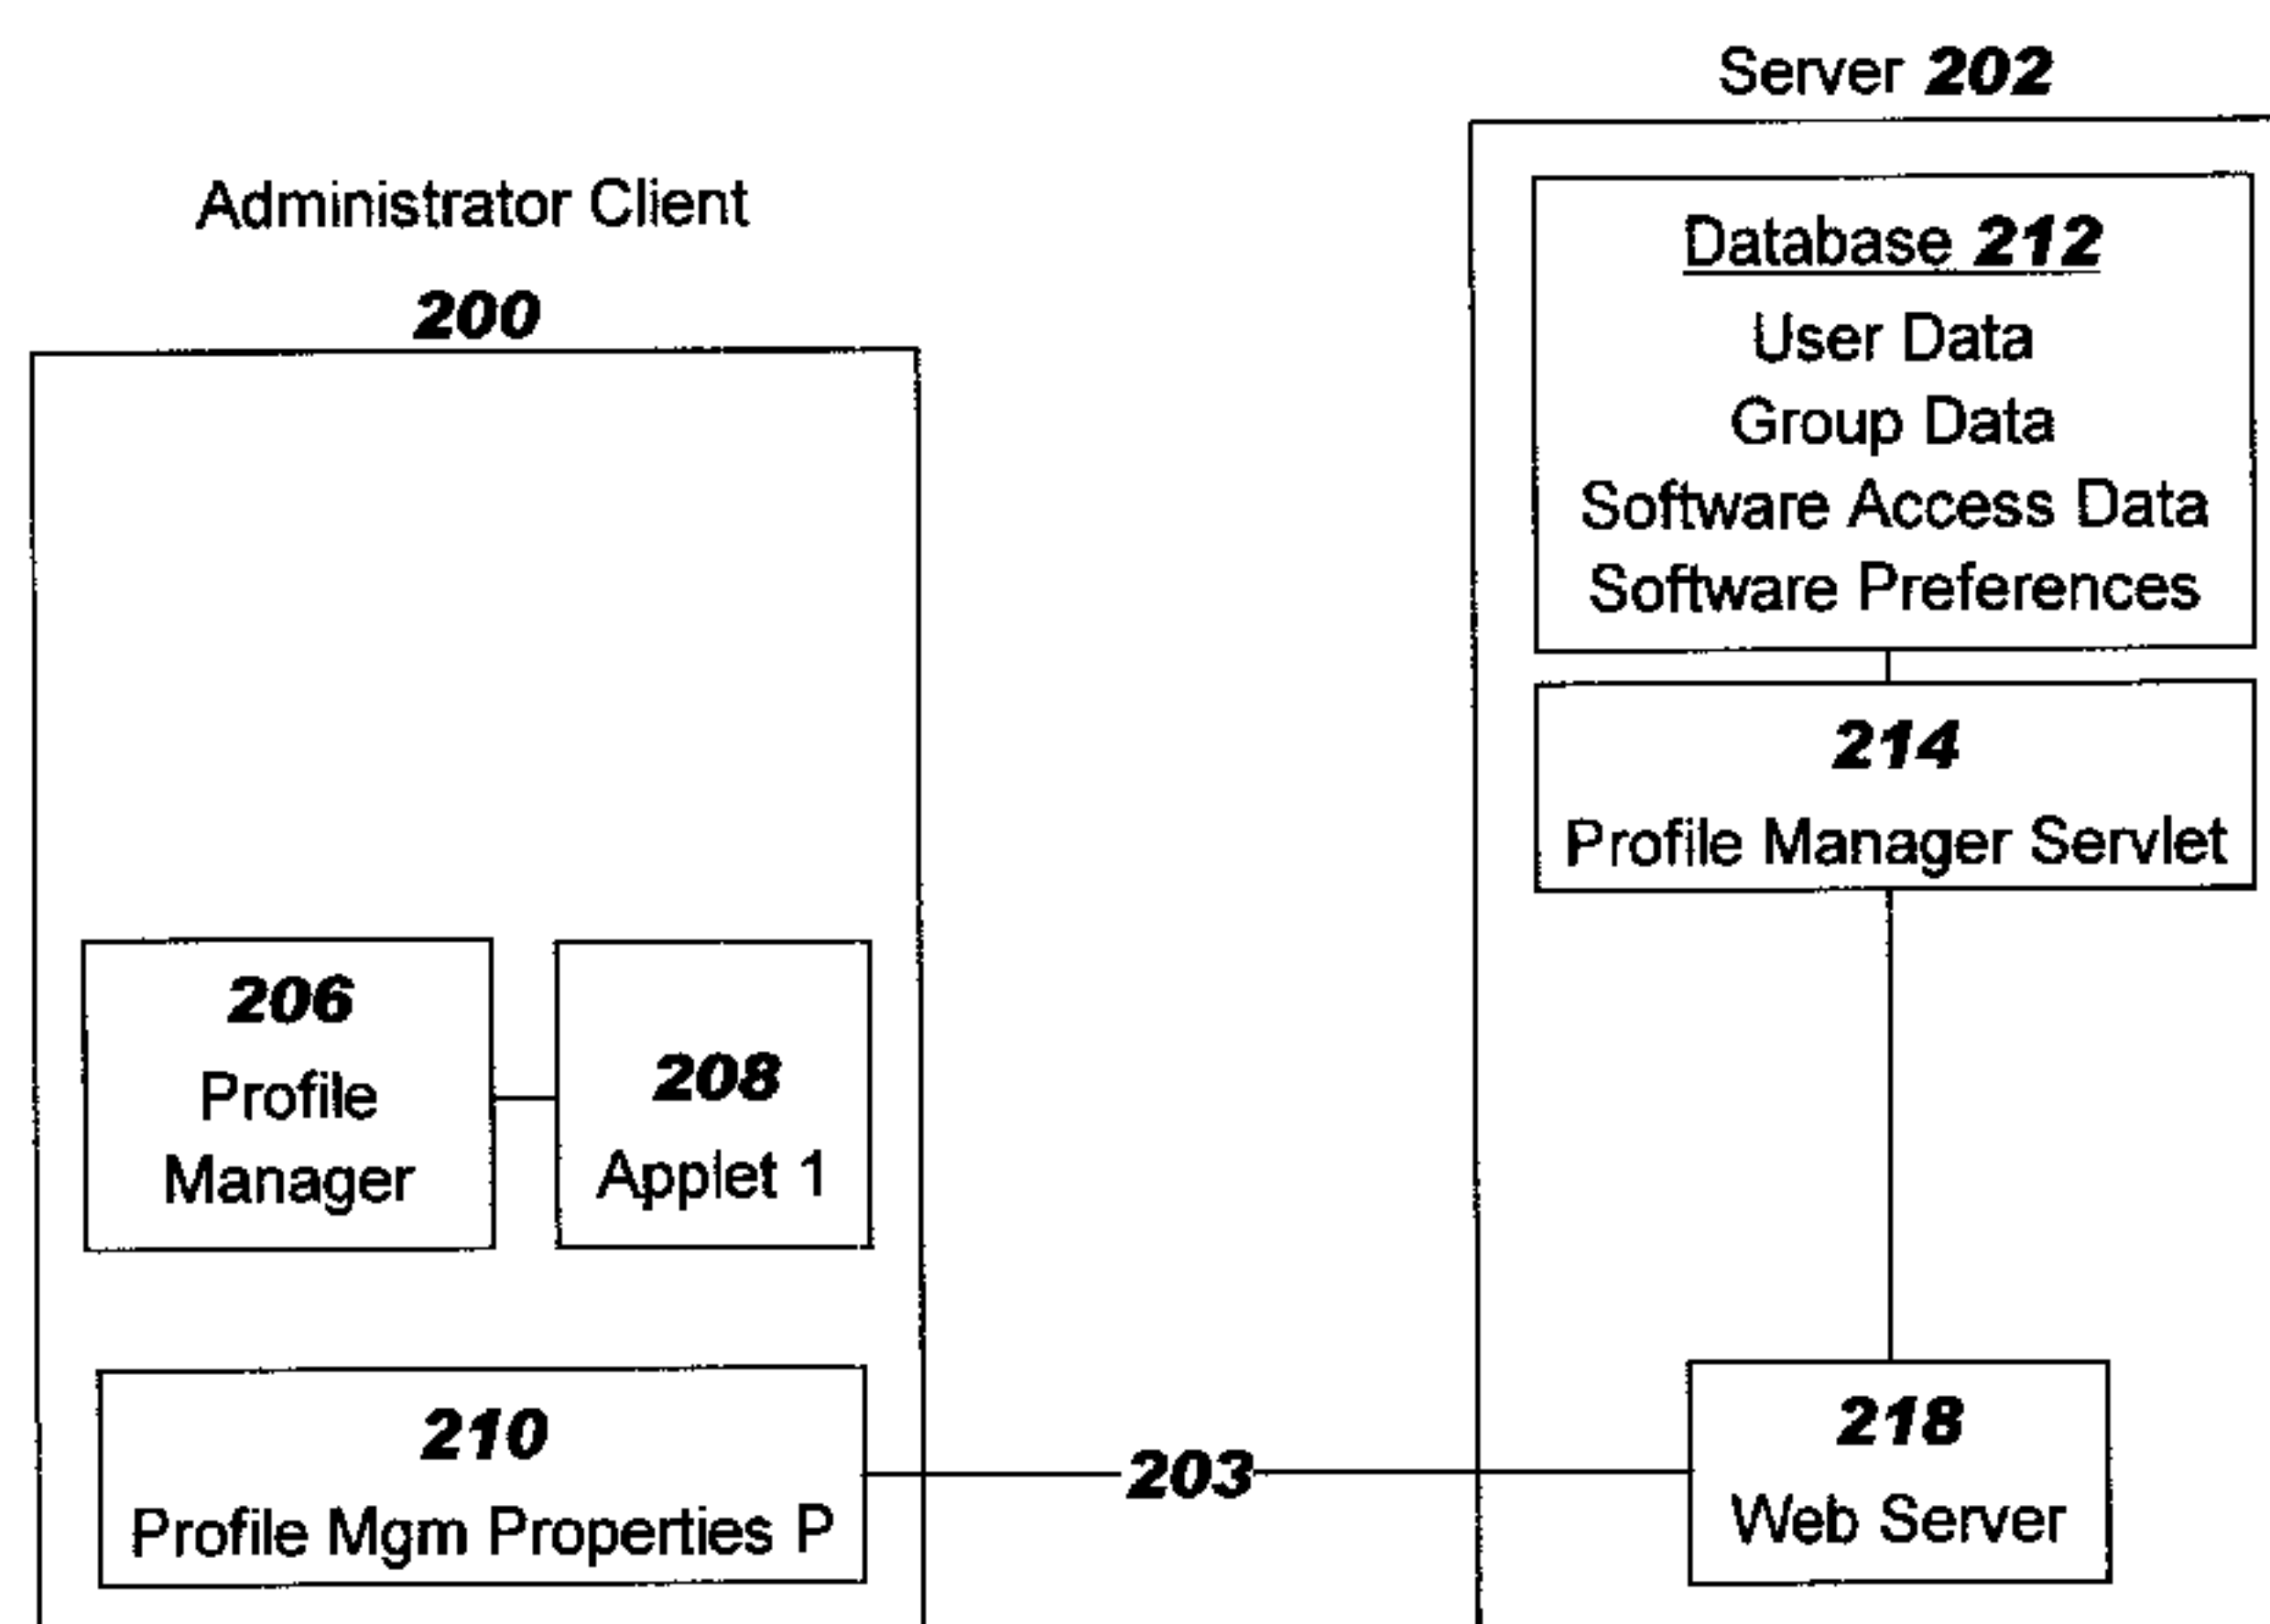 Server 202
Administrator Client
200
Database 212
User Data
Group Data
Software Access Data
Software Preferences
214
Profile Manager Servlet
206
Profile
Manager
208
Applet 1
210
Profile Mgm Properties P
203
218
Web Server